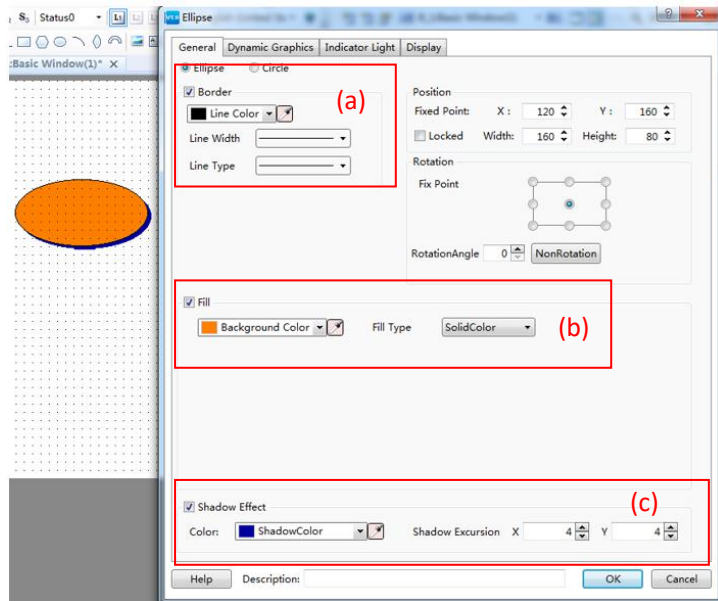 S₅ Status0
L1
:Basic Window(1)* X
Ellipse
General Dynamic Graphics Indicator Light Display
Ellipse Circle
Border
(a)
Line Color
Line Width
Line Type
Position
Fixed Point: X : 120 Y : 160
Locked Width: 160 Height: 80
Rotation
Fix Point
RotationAngle 0 NonRotation
Fill
Background Color Fill Type SolidColor
(b)
Shadow Effect
(c)
Color: ShadowColor Shadow Excursion X 4 Y 4
Help Description: OK Cancel